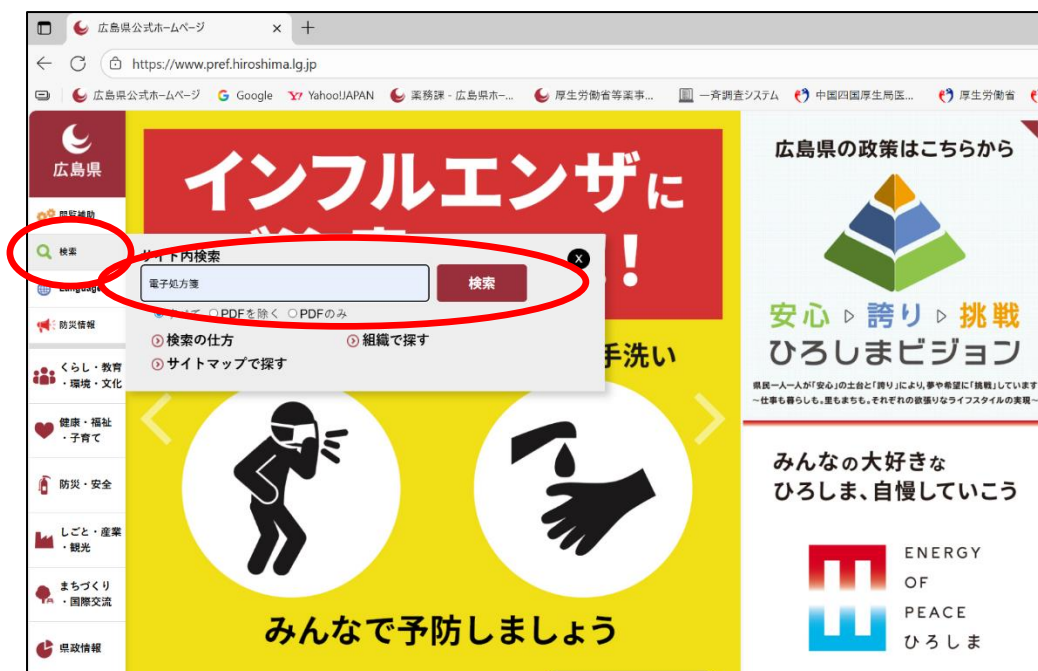 広島県公式ホームページ
https://www.pref.hiroshima.lg.jp
広島県公式ホームページ Google Yahoo!JAPAN 薬務課 - 広島県ホー... 厚生労働省等薬事... 一斉調査システム 中国四国厚生局医... 厚生労働省
広島県
閲覧補助
検索
Language
防災情報
くらし・教育
・環境・文化
健康・福祉
・子育て
防災・安全
しごと・産業
・観光
まちづくり
・国際交流
県政情報
インフルエンザに
！
サイト内検索
X
電子処方箋
検索
すべて PDFを除く PDFのみ
検索の仕方 組織で探す
サイトマップで探す
手洗い
みんなで予防しましょう
広島県の政策はこちらから
安心 ▷ 誇り ▷ 挑戦
ひろしまビジョン
県民一人一人が「安心」の土台と「誇り」により、夢や希望に「挑戦」しています
～仕事も暮らしも。里もまちも。それぞれの欲張りなライフスタイルの実現～
みんなの大好きな
ひろしま、自慢していこう
ENERGY
OF
PEACE
ひろしま